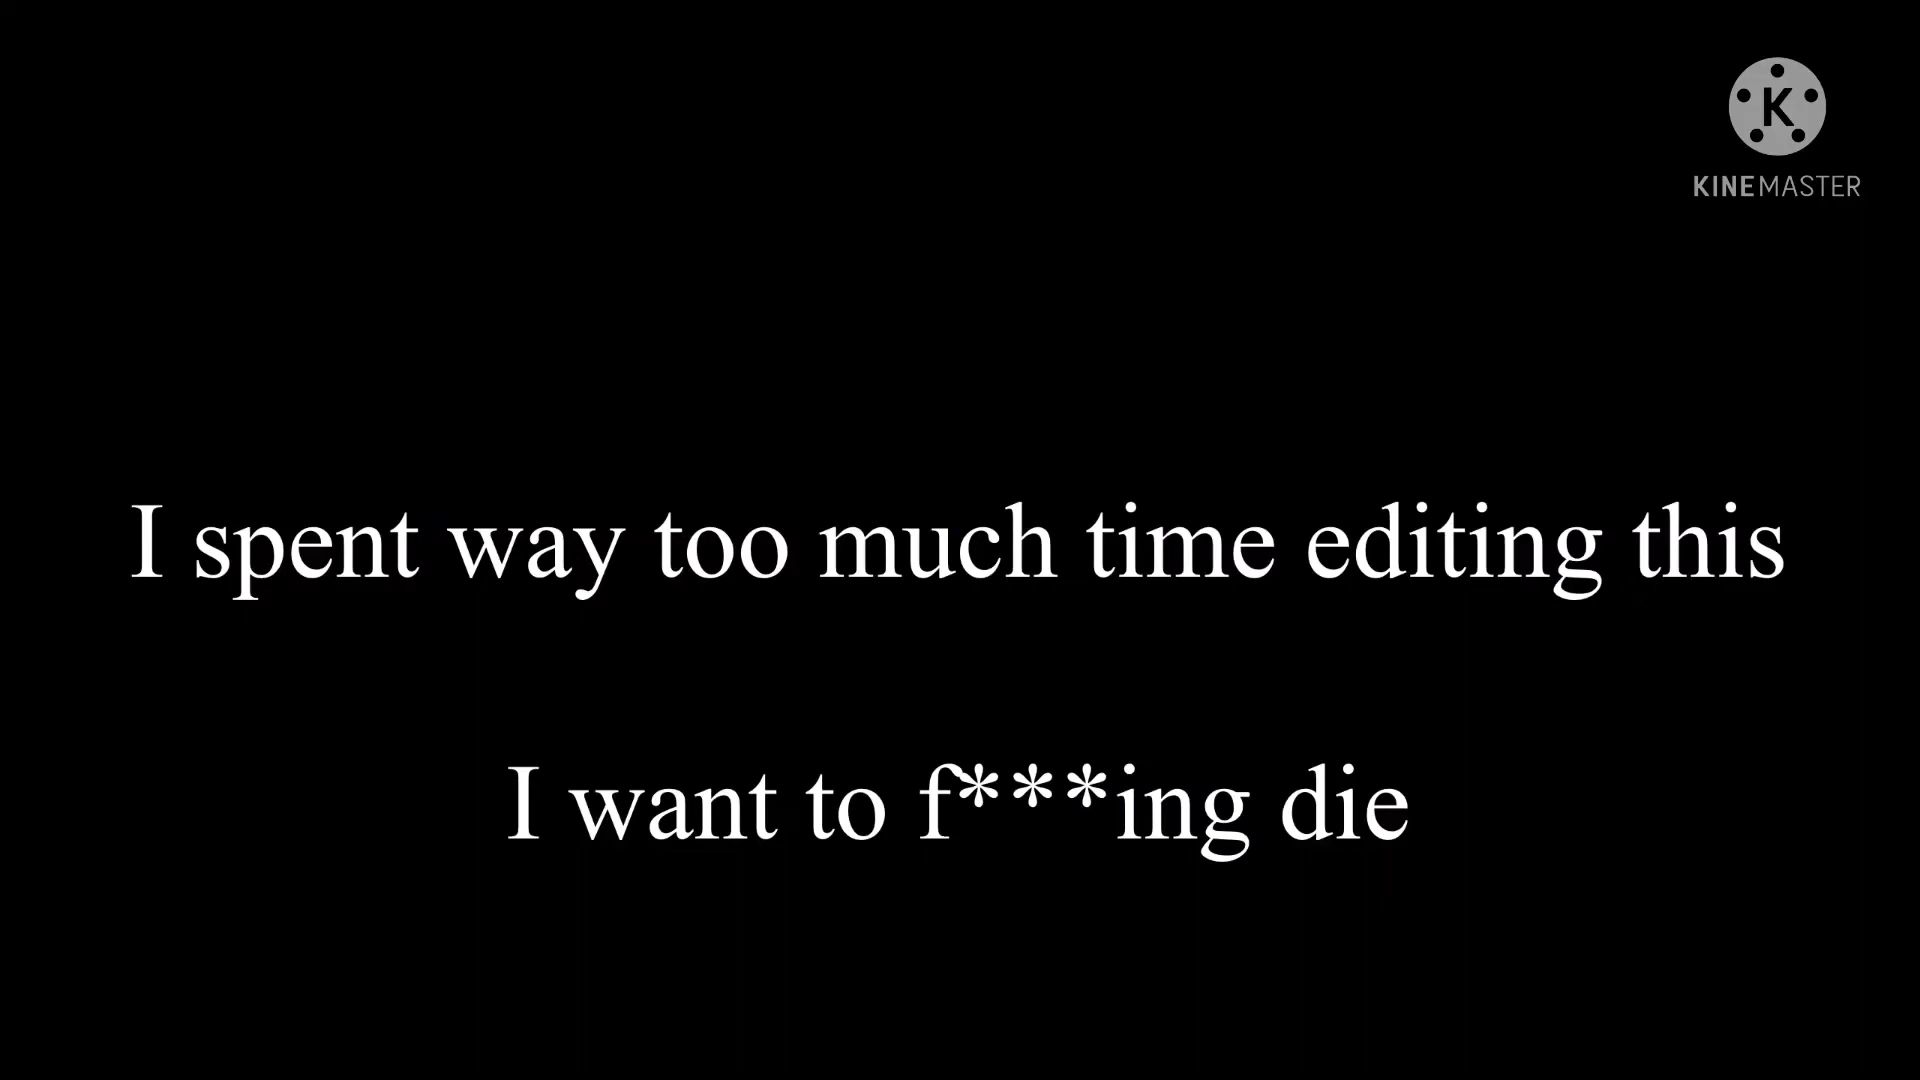 K
KINEMASTER
I spent way too much time editing this
I want to f***ing die